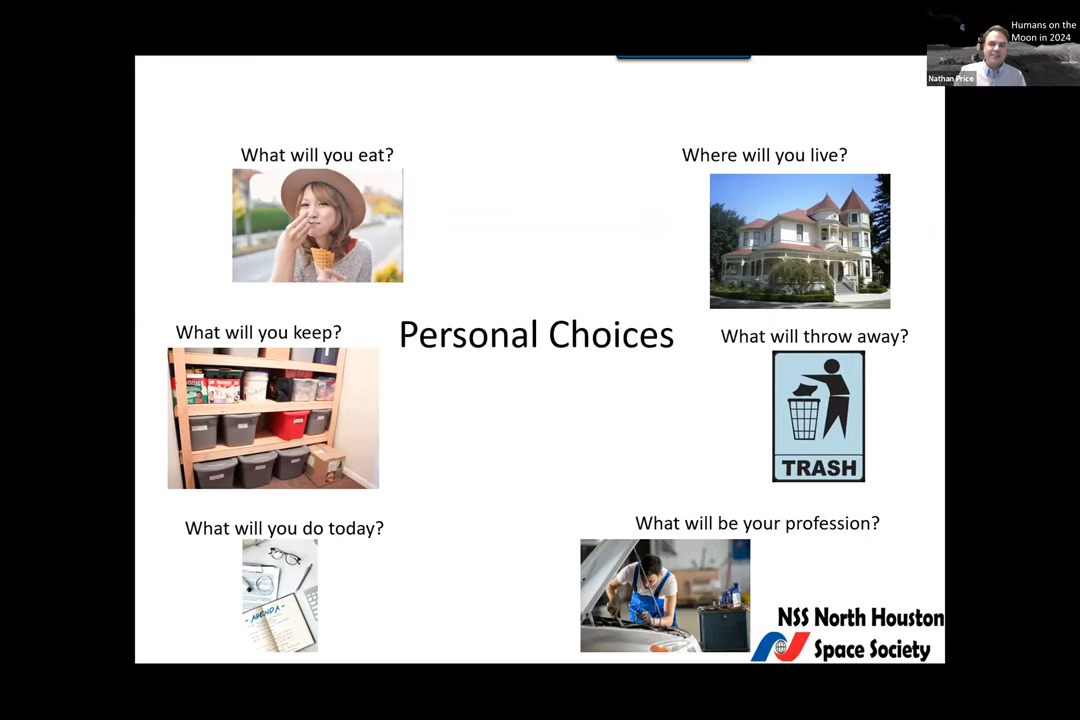 Humans on the
Moon in 2024
Nathan Price
What will you eat?
Where will you live?
What will you keep?
Personal Choices
What will throw away?
TRASH
What will you do today?
-AGENDA-
What will be your profession?
NSS North Houston
Space Society